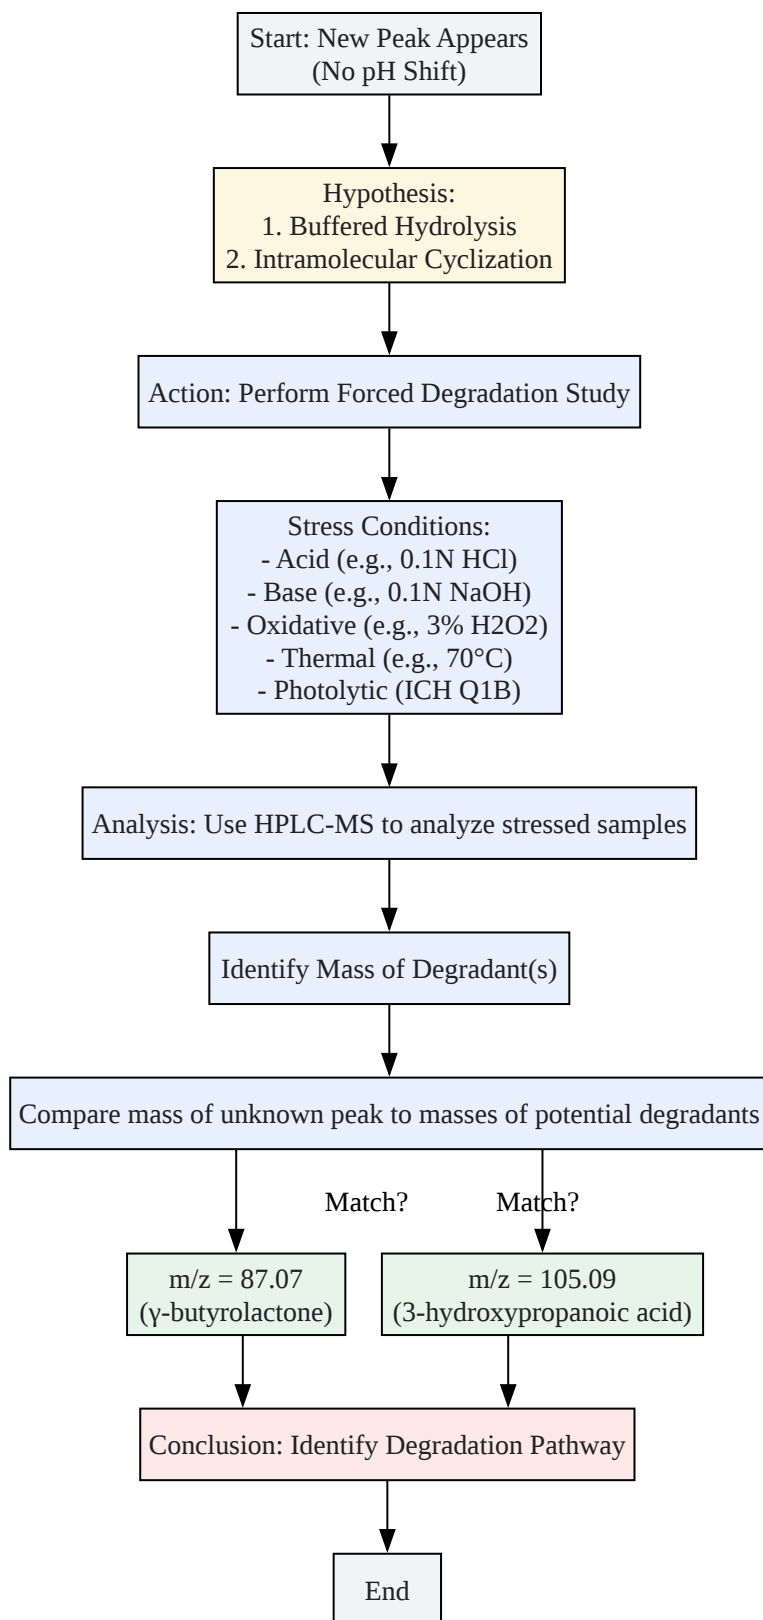 Start: New Peak Appears
(No pH Shift)
Hypothesis:
1. Buffered Hydrolysis
2. Intramolecular Cyclization
Action: Perform Forced Degradation Study
Stress Conditions:
- Acid (e.g., 0.1N HCl)
- Base (e.g., 0.1N NaOH)
- Oxidative (e.g., 3% H2O2)
- Thermal (e.g., 70°C)
- Photolytic (ICH Q1B)
Analysis: Use HPLC-MS to analyze stressed samples
Identify Mass of Degradant(s)
Compare mass of unknown peak to masses of potential degradants
Match?
Match?
m/z = 87.07
(γ-butyrolactone)
m/z = 105.09
(3-hydroxypropanoic acid)
Conclusion: Identify Degradation Pathway
End